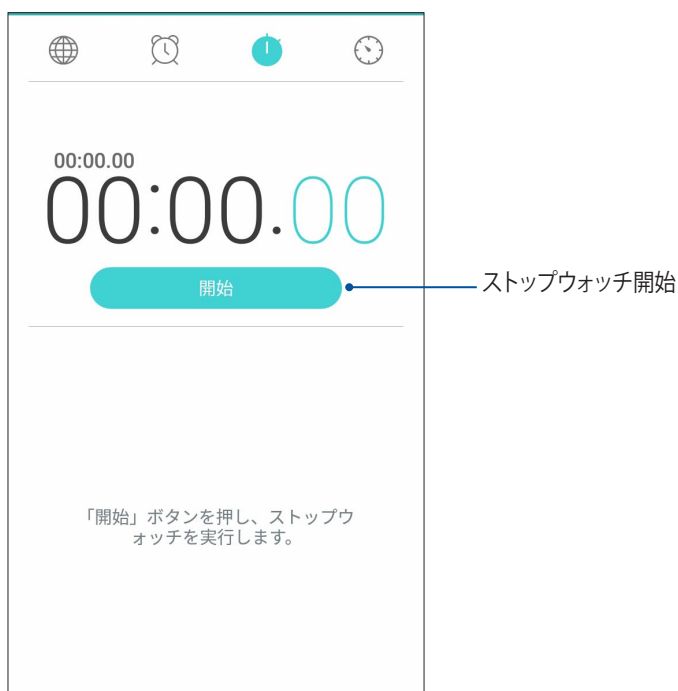 00:00.00
00:00.00
開始
ストップウォッチ開始
「開始」ボタンを押し、ストップウ
ォッチを実行します。